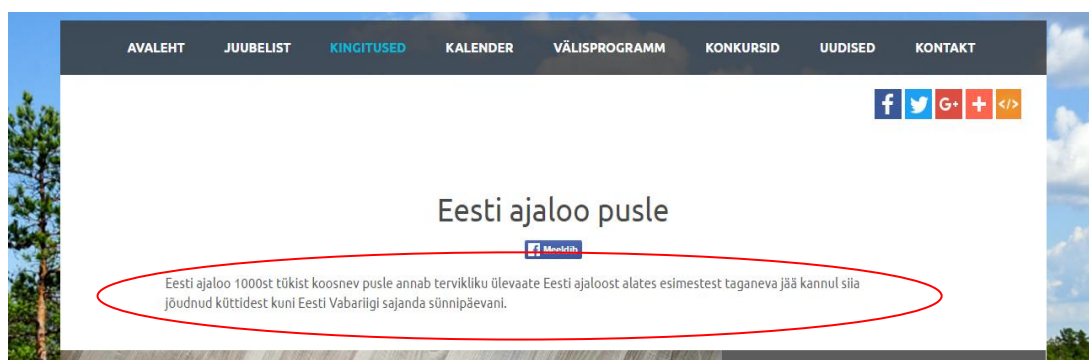 AVALEHT JUUBELIST KINGITUSED KALENDER VÄLISPROGRAMM KONKURSID UUDISED KONTAKT
f G+ + </>
Eesti ajaloo pusle
f Meeldib
Eesti ajaloo 1000st tükist koosnev pusle annab tervikliku ülevaate Eesti ajaloost alates esimestest taganeva jää kannul siia
jõudnud küttidest kuni Eesti Vabariigi sajanda sünnipäevani.